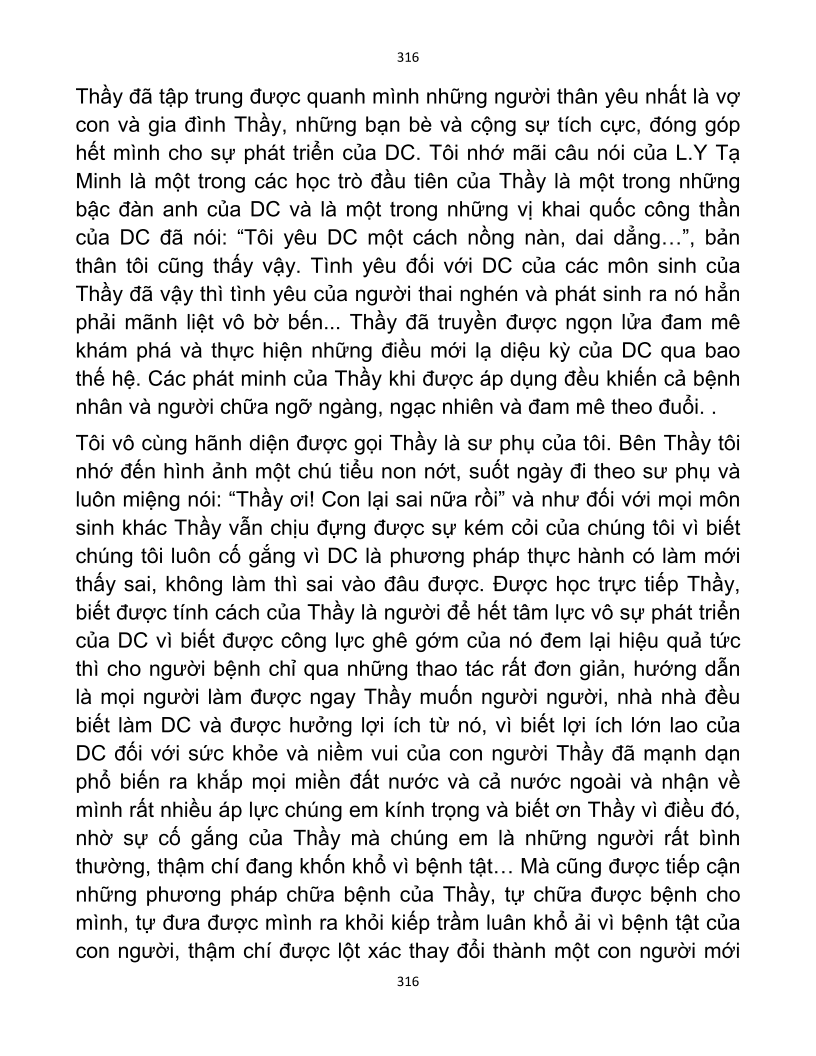 316
Thầy đã tập trung được quanh mình những người thân yêu nhất là vợ
con và gia đình Thầy, những bạn bè và cộng sự tích cực, đóng góp
hết mình cho sự phát triển của DC. Tôi nhớ mãi câu nói của L.Y Tạ
Minh là một trong các học trò đầu tiên của Thầy là một trong những
bậc đàn anh của DC và là một trong những vị khai quốc công thần
của DC đã nói: “Tôi yêu DC một cách nồng nàn, dai dẳng…”, bản
thân tôi cũng thấy vậy. Tình yêu đối với DC của các môn sinh của
Thầy đã vậy thì tình yêu của người thai nghén và phát sinh ra nó hẳn
phải mãnh liệt vô bờ bến... Thầy đã truyền được ngọn lửa đam mê
khám phá và thực hiện những điều mới lạ diệu kỳ của DC qua bao
thế hệ. Các phát minh của Thầy khi được áp dụng đều khiến cả bệnh
nhân và người chữa ngỡ ngàng, ngạc nhiên và đam mê theo đuổi. .
Tôi vô cùng hãnh diện được gọi Thầy là sư phụ của tôi. Bên Thầy tôi
nhớ đến hình ảnh một chú tiểu non nớt, suốt ngày đi theo sư phụ và
luôn miệng nói: “Thầy ơi! Con lại sai nữa rồi” và như đối với mọi môn
sinh khác Thầy vẫn chịu đựng được sự kém cỏi của chúng tôi vì biết
chúng tôi luôn cố gắng vì DC là phương pháp thực hành có làm mới
thấy sai, không làm thì sai vào đâu được. Được học trực tiếp Thầy,
biết được tính cách của Thầy là người để hết tâm lực vô sự phát triển
của DC vì biết được công lực ghê gớm của nó đem lại hiệu quả tức
thì cho người bệnh chỉ qua những thao tác rất đơn giản, hướng dẫn
là mọi người làm được ngay Thầy muốn người người, nhà nhà đều
biết làm DC và được hưởng lợi ích từ nó, vì biết lợi ích lớn lao của
DC đối với sức khỏe và niềm vui của con người Thầy đã mạnh dạn
phổ biến ra khắp mọi miền đất nước và cả nước ngoài và nhận về
mình rất nhiều áp lực chúng em kính trọng và biết ơn Thầy vì điều đó,
nhờ sự cố gắng của Thầy mà chúng em là những người rất bình
thường, thậm chí đang khốn khổ vì bệnh tật… Mà cũng được tiếp cận
những phương pháp chữa bệnh của Thầy, tự chữa được bệnh cho
mình, tự đưa được mình ra khỏi kiếp trầm luân khổ ải vì bệnh tật của
con người, thậm chí được lột xác thay đổi thành một con người mới
316